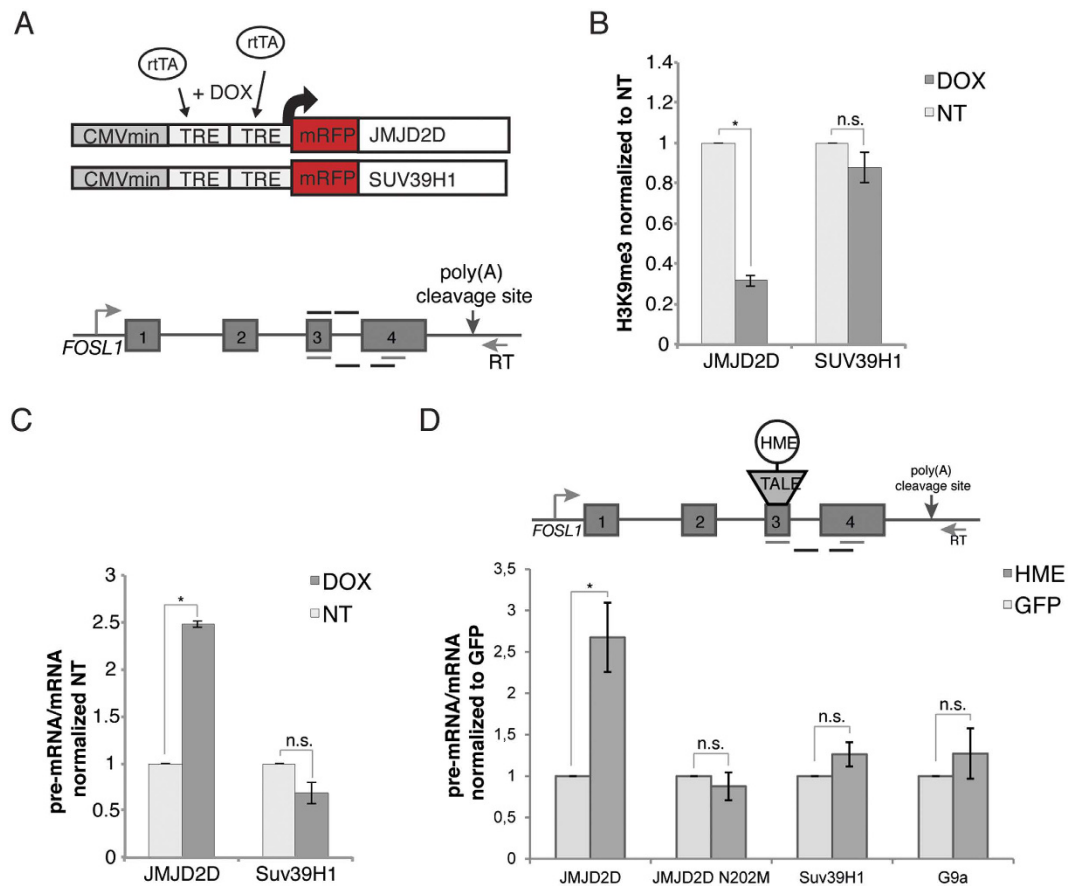 A
rtTA
rtTA
+ DOX
CMVmin TRE TRE mRFP JMJD2D
CMVmin TRE TRE mRFP SUV39H1
poly(A)
cleavage site
1 2 3 4
FOSL1
RT
B
H3K9me3 normalized to NT
1.4
1.2
1
0.8
0.6
0.4
0.2
0
DOX
NT
*
n.s.
JMJD2D SUV39H1
C
pre-mRNA/mRNA
normalized NT
3
2.5
2
1.5
1
0.5
0
DOX
NT
*
n.s.
JMJD2D Suv39H1
D
HME
TALE
poly(A)
cleavage site
1 2 3 4
FOSL1
RT
pre-mRNA/mRNA
normalized to GFP
3,5
3
2,5
2
1,5
1
0,5
0
HME
GFP
*
n.s.
n.s.
n.s.
JMJD2D JMJD2D N202M Suv39H1 G9a